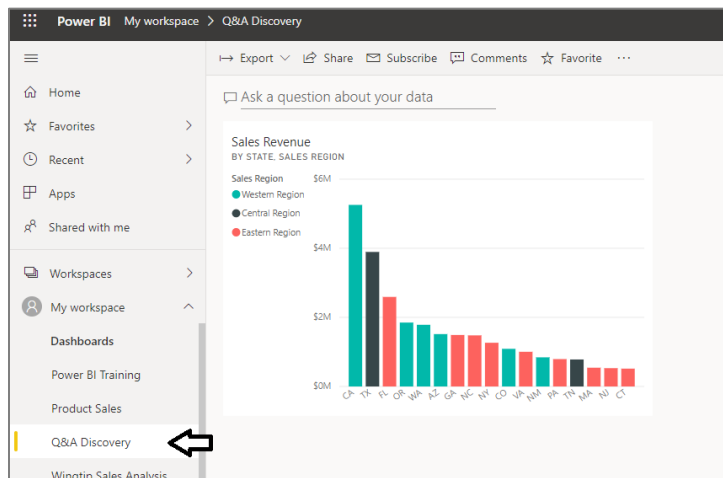 Power BI My workspace > Q&A Discovery
Export Share Subscribe Comments Favorite ...
Home
Favorites
Recent
Apps
Shared with me
Workspaces
My workspace
Dashboards
Power BI Training
Product Sales
Q&A Discovery
Wingtip Sales Analysis
Ask a question about your data
Sales Revenue
BY STATE, SALES REGION
Sales Region
Western Region
Central Region
Eastern Region
$6M
$4M
$2M
$0M
CA TX FL OR WA AZ GA NC NY CO VA NM PA TN MA NJ CT